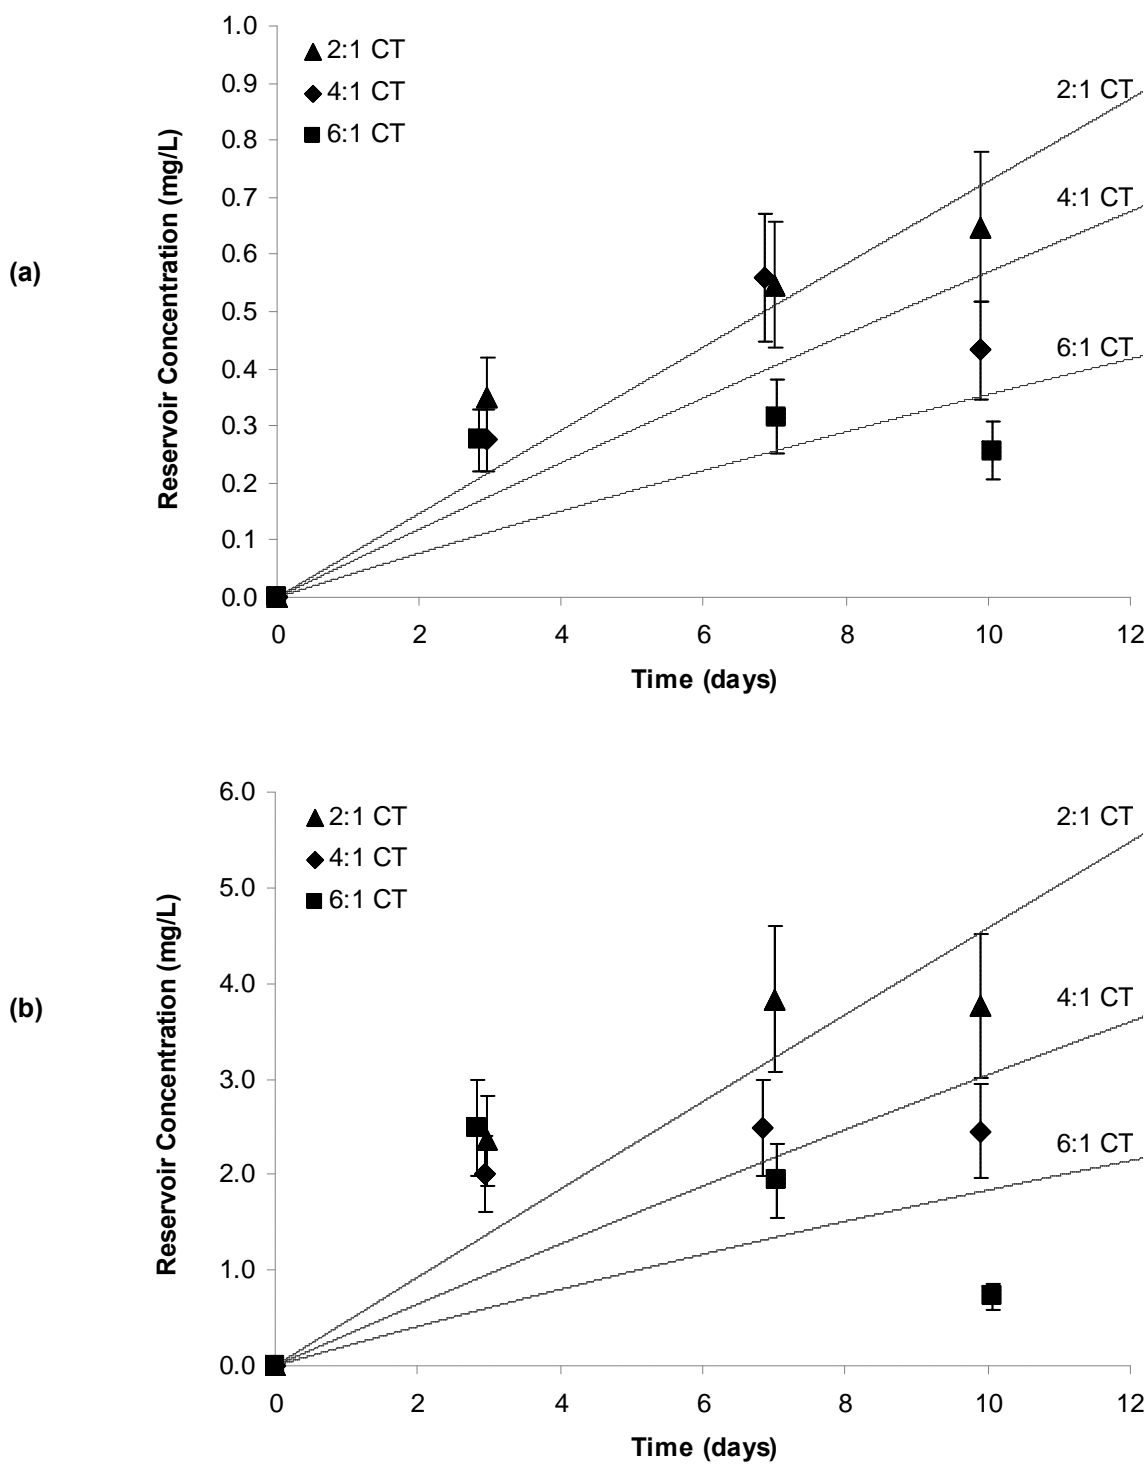 1.0
0.9
0.8
0.7
0.6
0.5
0.4
0.3
0.2
0.1
0.0
Reservoir Concentration (mg/L)
(a)
2:1 CT
4:1 CT
6:1 CT
2:1 CT
4:1 CT
6:1 CT
0 2 4 6 8 10 12
Time (days)
6.0
5.0
4.0
3.0
2.0
1.0
0.0
Reservoir Concentration (mg/L)
(b)
2:1 CT
4:1 CT
6:1 CT
2:1 CT
4:1 CT
6:1 CT
0 2 4 6 8 10 12
Time (days)